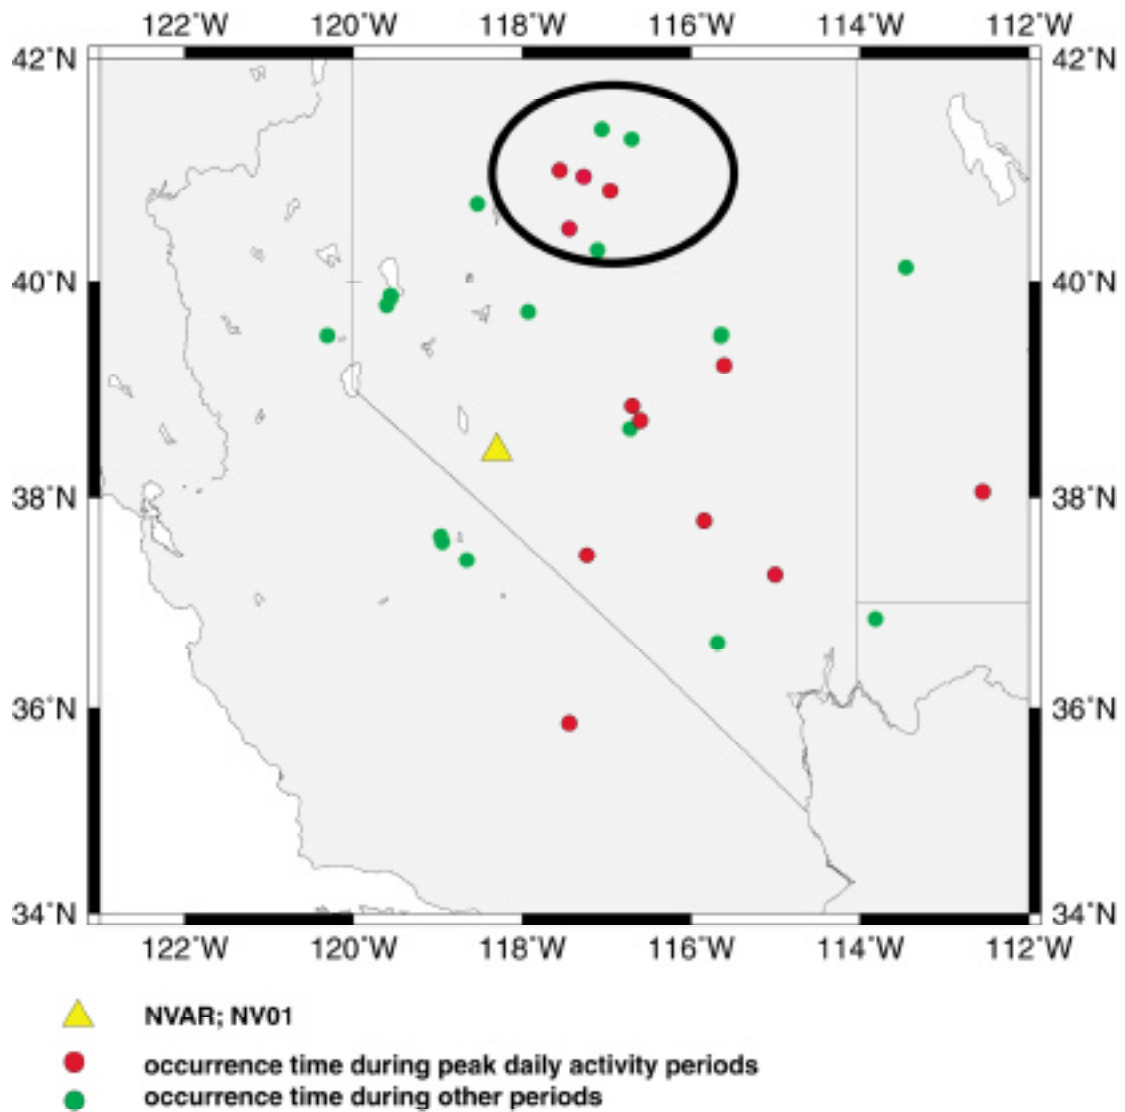 122˚W 120˚W 118˚W 116˚W 114˚W 112˚W
42˚N 42˚N
40˚N 40˚N
38˚N 38˚N
36˚N 36˚N
34˚N 34˚N
122˚W 120˚W 118˚W 116˚W 114˚W 112˚W
NVAR; NV01
occurrence time during peak daily activity periods
occurrence time during other periods